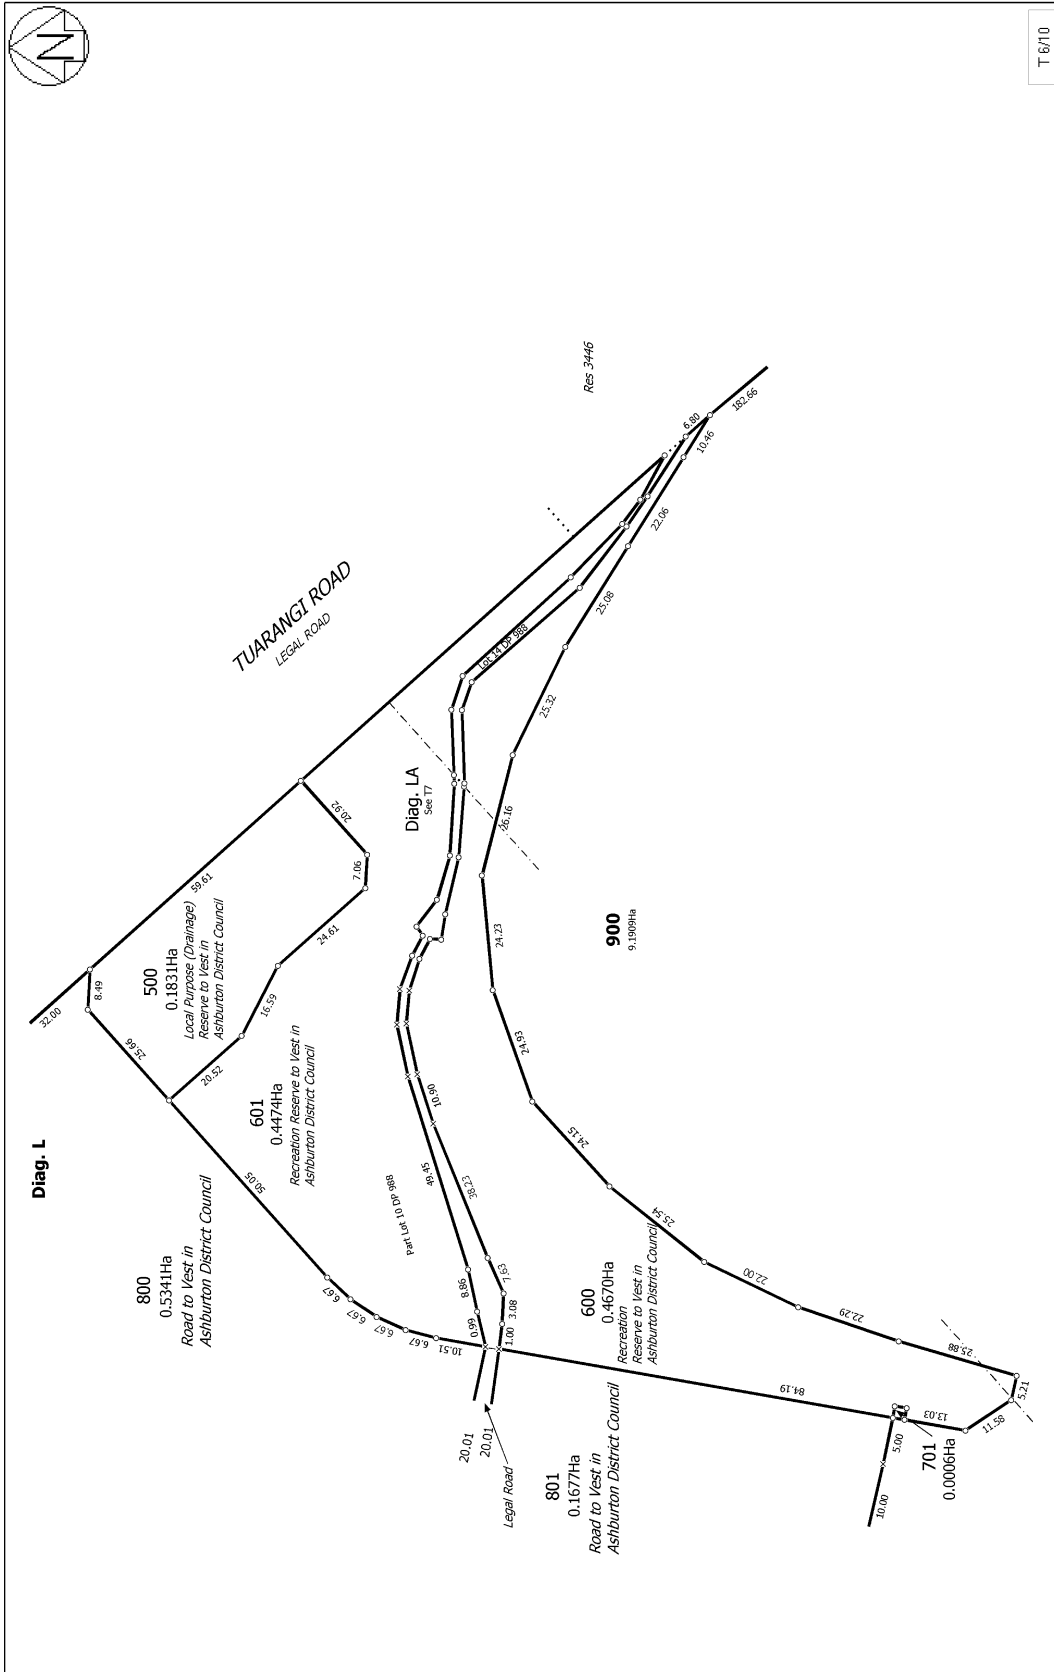 N
T 6/10
Diag. L
TUARANGI ROAD
LEGAL ROAD
Res 3446
32.00
8.49
59.61
25.66
500
0.1831Ha
Local Purpose (Drainage)
Reserve to Vest in
Ashburton District Council
20.92
7.06
24.61
16.59
20.52
601
0.4474Ha
Recreation Reserve to Vest in
Ashburton District Council
50.05
800
0.5341Ha
Road to Vest in
Ashburton District Council
6.67
6.67
6.67
6.67
10.51
Diag. LA
See T7
Lot 14 DP 988
Part Lot 10 DP 988
49.45
10.90
38.23
8.86
7.63
0.99
3.08
1.00
20.01
20.01
Legal Road
182.66
6.80
10.46
22.06
25.08
25.32
26.16
24.23
24.93
24.15
25.54
22.00
22.29
25.88
5.21
11.58
13.03
84.19
5.00
10.00
900
9.1909Ha
600
0.4670Ha
Recreation
Reserve to Vest in
Ashburton District Council
801
0.1677Ha
Road to Vest in
Ashburton District Council
701
0.0006Ha